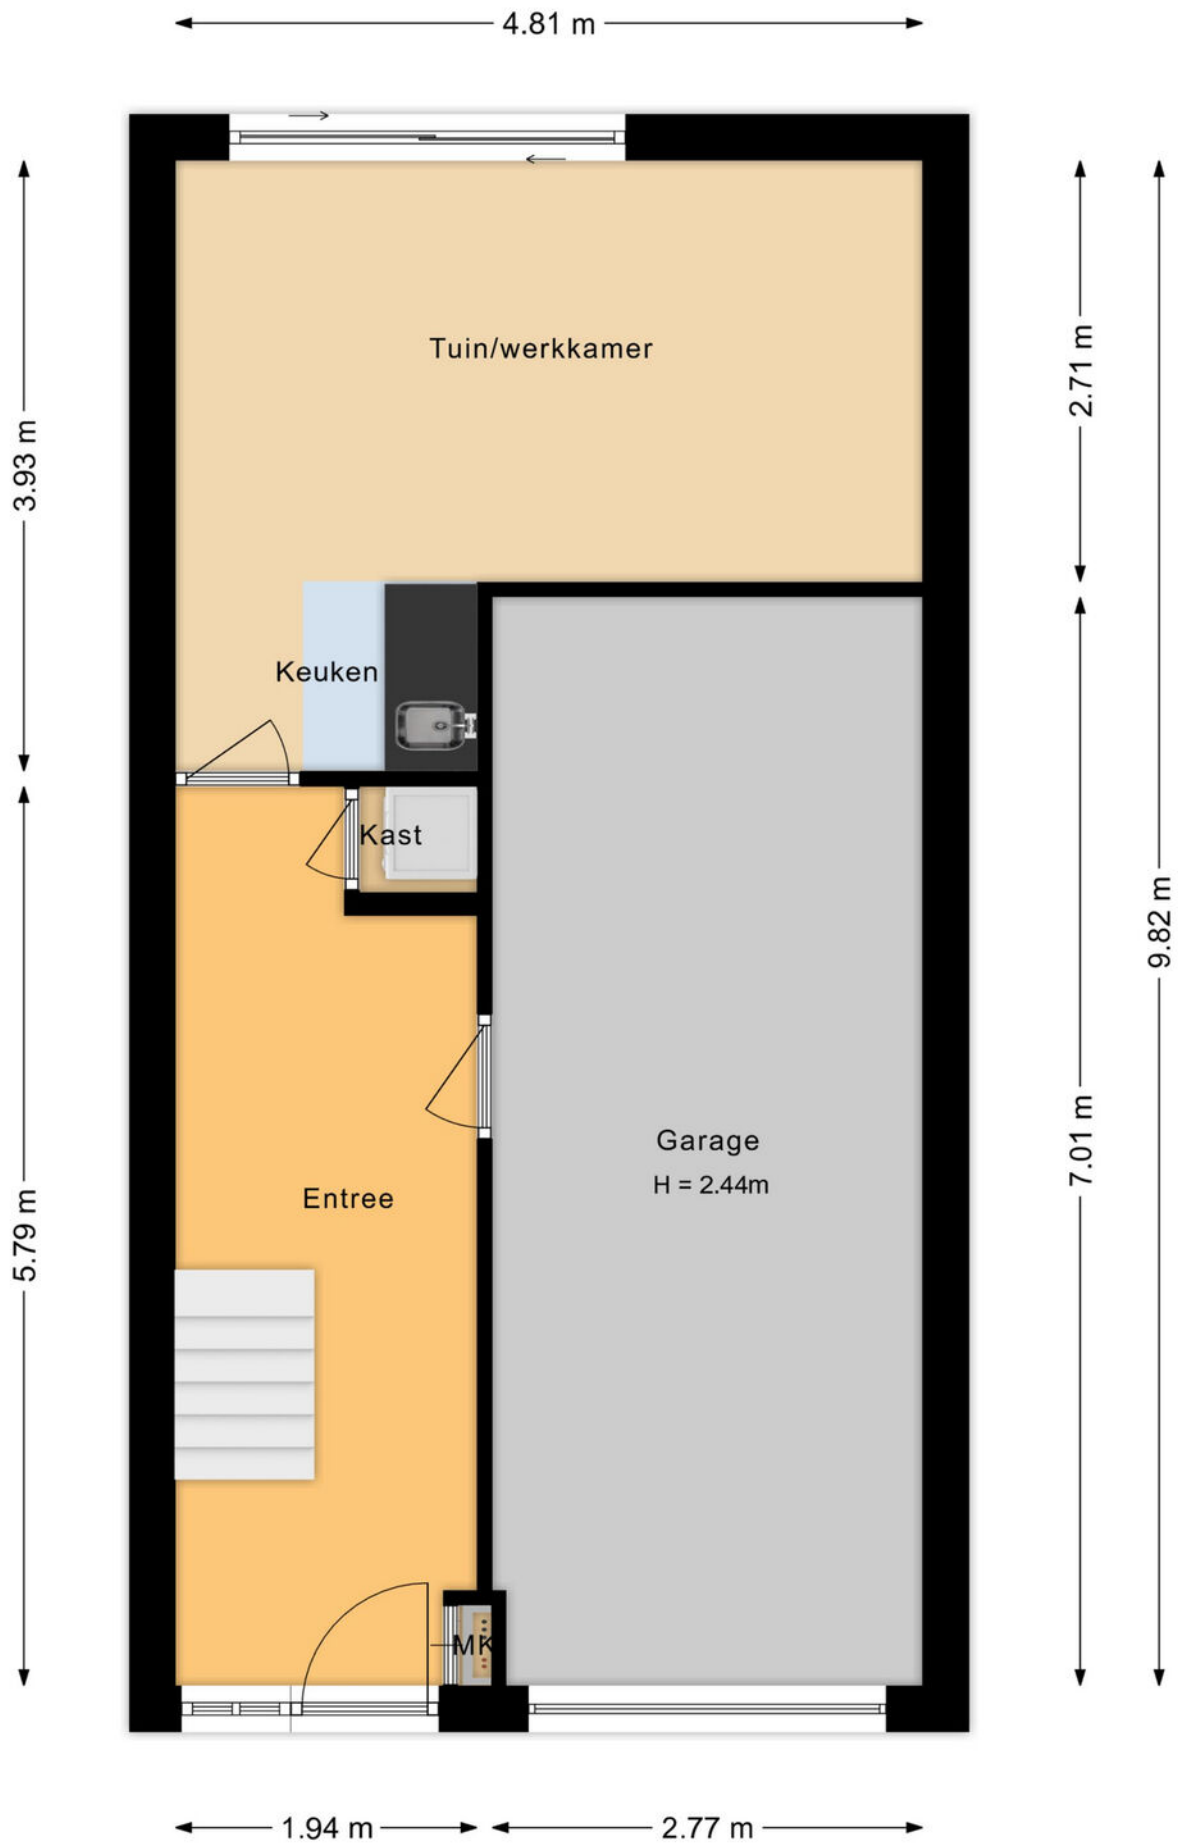 4.81 m
Tuin/werkkamer
2.71 m
3.93 m
Keuken
Kast
9.82 m
7.01 m
Garage
H = 2.44m
Entree
5.79 m
MK
1.94 m
2.77 m